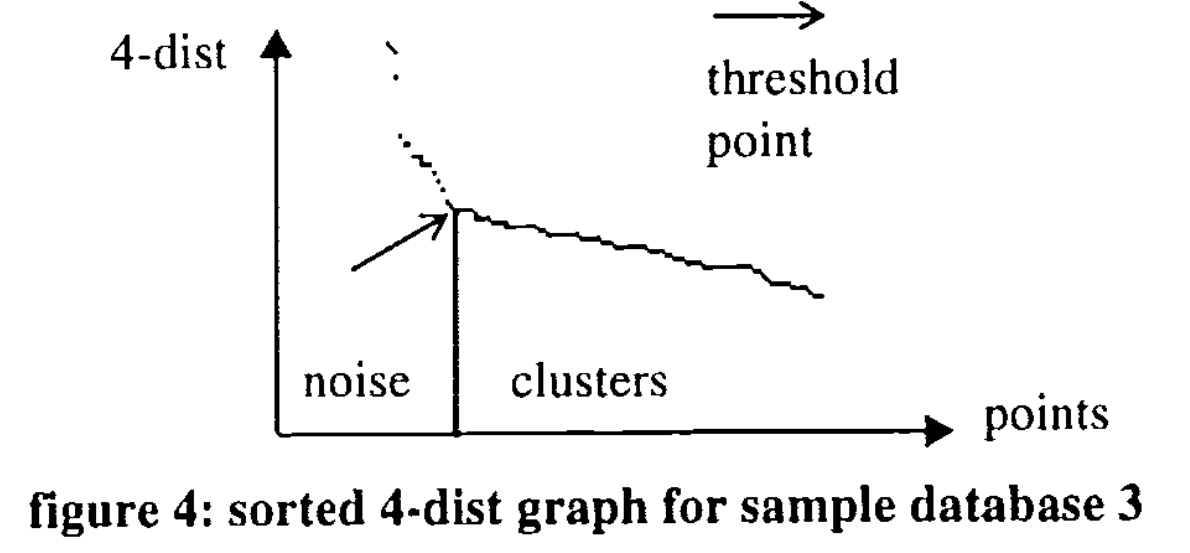 4-dist
threshold
point
noise
clusters
points
figure 4: sorted 4-dist graph for sample database 3